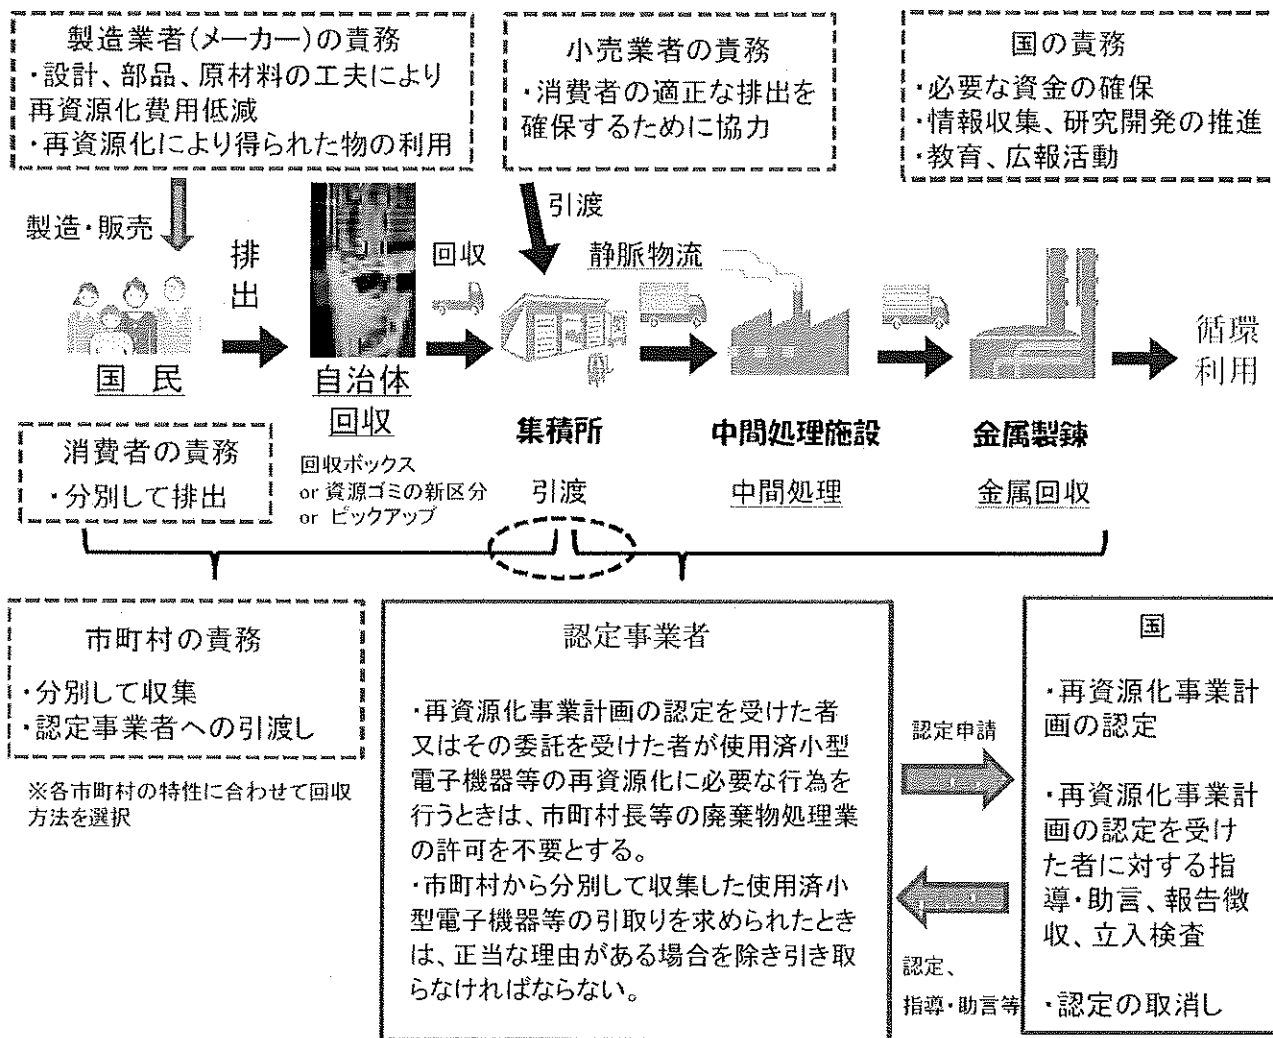 製造業者(メーカー)の責務
・設計、部品、原材料の工夫により
再資源化費用低減
・再資源化により得られた物の利用
小売業者の責務
・消費者の適正な排出を
確保するために協力
国の責務
・必要な資金の確保
・情報収集、研究開発の推進
・教育、広報活動
製造・販売
排出
回収
引渡
静脈物流
国 民
自治体
回収
集積所
中間処理施設
金属製錬
循環
利用
消費者の責務
・分別して排出
回収ボックス
or 資源ゴミの新区分
or ピックアップ
引渡
中間処理
金属回収
市町村の責務
・分別して収集
・認定事業者への引渡し
※各市町村の特性に合わせて回収
方法を選択
認定事業者
・再資源化事業計画の認定を受けた者
又はその委託を受けた者が使用済小型
電子機器等の再資源化に必要な行為を
行うときは、市町村長等の廃棄物処理業
の許可を不要とする。
・市町村から分別して収集した使用済小
型電子機器等の引取りを求められたとき
は、正当な理由がある場合を除き引き取
らなければならない。
認定申請
認定、
指導・助言等
国
・再資源化事業計
画の認定
・再資源化事業計
画の認定を受け
た者に対する指
導・助言、報告徴
収、立入検査
・認定の取消し